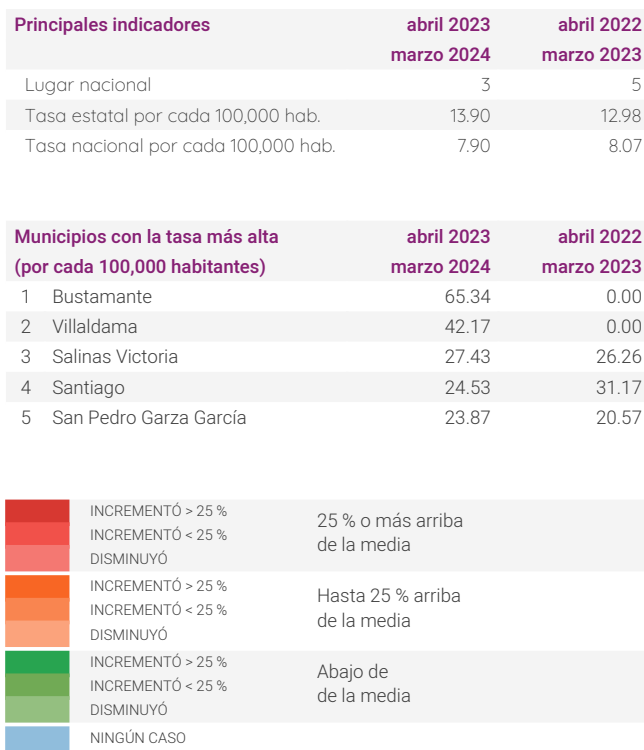 Principales indicadores abril 2023 abril 2022
marzo 2024 marzo 2023
Lugar nacional 3 5
Tasa estatal por cada 100,000 hab. 13.90 12.98
Tasa nacional por cada 100,000 hab. 7.90 8.07
Municipios con la tasa más alta abril 2023 abril 2022
(por cada 100,000 habitantes) marzo 2024 marzo 2023
1 Bustamante 65.34 0.00
2 Villaldama 42.17 0.00
3 Salinas Victoria 27.43 26.26
4 Santiago 24.53 31.17
5 San Pedro Garza García 23.87 20.57
INCREMENTÓ > 25 %
INCREMENTÓ < 25 %
DISMINUYÓ
25 % o más arriba
de la media
INCREMENTÓ > 25 %
INCREMENTÓ < 25 %
DISMINUYÓ
Hasta 25 % arriba
de la media
INCREMENTÓ > 25 %
INCREMENTÓ < 25 %
DISMINUYÓ
Abajo de
de la media
NINGÚN CASO